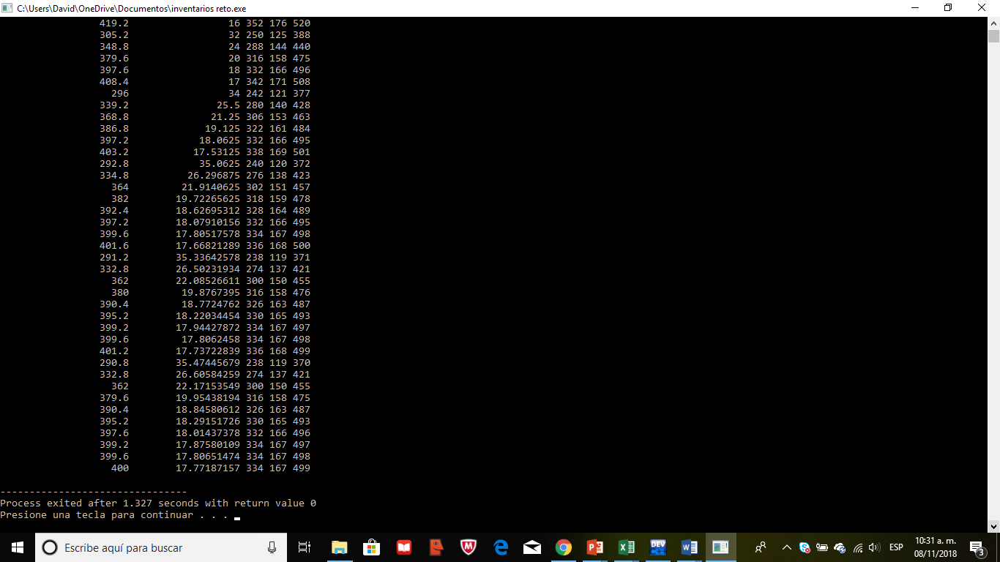 C:\Users\David\OneDrive\Documentos\inventarios reto.exe
419.2 16 352 176 520
305.2 32 250 125 388
348.8 24 288 144 440
379.6 20 316 158 475
397.6 18 332 166 496
408.4 17 342 171 508
296 34 242 121 377
339.2 25.5 280 140 428
368.8 21.25 306 153 463
386.8 19.125 322 161 484
397.2 18.0625 332 166 495
403.2 17.53125 338 169 501
292.8 35.0625 240 120 372
334.8 26.296875 276 138 423
364 21.9140625 302 151 457
382 19.72265625 318 159 478
392.4 18.62695312 328 164 489
397.2 18.07910156 332 166 495
399.6 17.80517578 334 167 498
401.6 17.66821289 336 168 500
291.2 35.33642578 238 119 371
332.8 26.50231934 274 137 421
362 22.08526611 300 150 455
380 19.8767395 316 158 476
390.4 18.7724762 326 163 487
395.2 18.22034454 330 165 493
399.2 17.94427872 334 167 497
399.6 17.8062458 334 167 498
401.2 17.73722839 336 168 499
290.8 35.47445679 238 119 370
332.8 26.60584259 274 137 421
362 22.17153549 300 150 455
379.6 19.95438194 316 158 475
390.4 18.84580612 326 163 487
395.2 18.29151726 330 165 493
397.6 18.01437378 332 166 496
399.2 17.87580109 334 167 497
399.6 17.80651474 334 167 498
400 17.77187157 334 167 499
--------------------------------
Process exited after 1.327 seconds with return value 0
Presione una tecla para continuar . . .
Escribe aquí para buscar
DEV
ESP
10:31 a. m.
08/11/2018
3